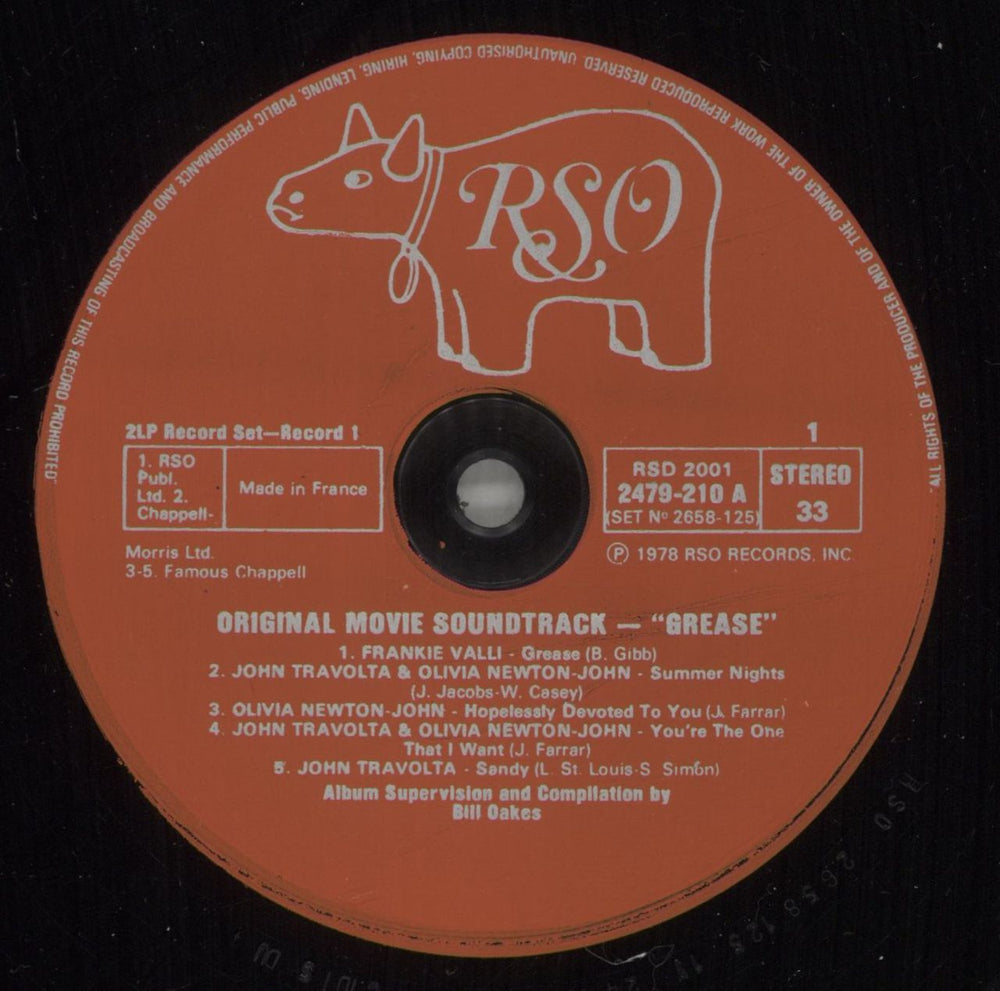 "ALL RIGHTS OF THE PRODUCER AND OF THE OWNER OF THE WORK REPRODUCED RESERVED. UNAUTHORISED COPYING, HIRING, LENDING, PUBLIC PERFORMANCE AND BROADCASTING OF THIS RECORD PROHIBITED"
RSO
2LP Record Set—Record 1
1. RSO
Publ.
Ltd. 2.
Chappell-
Made in France
Morris Ltd.
3-5. Famous Chappell
1
RSD 2001
2479-210 A
(SET Nº 2658-125)
STEREO
33
℗ 1978 RSO RECORDS, INC.
ORIGINAL MOVIE SOUNDTRACK — "GREASE"
1. FRANKIE VALLI - Grease (B. Gibb)
2. JOHN TRAVOLTA & OLIVIA NEWTON-JOHN - Summer Nights
(J. Jacobs-W. Casey)
3. OLIVIA NEWTON-JOHN - Hopelessly Devoted To You (J. Farrar)
4. JOHN TRAVOLTA & OLIVIA NEWTON-JOHN - You're The One
That I Want (J. Farrar)
5. JOHN TRAVOLTA - Sandy (L. St. Louis-S. Simon)
Album Supervision and Compilation by
Bill Oakes
RSO 2658 125